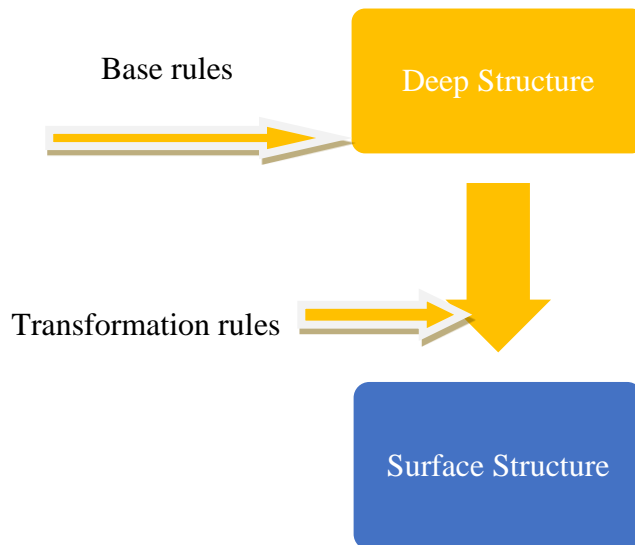 Base rules
Deep Structure
Transformation rules
Surface Structure